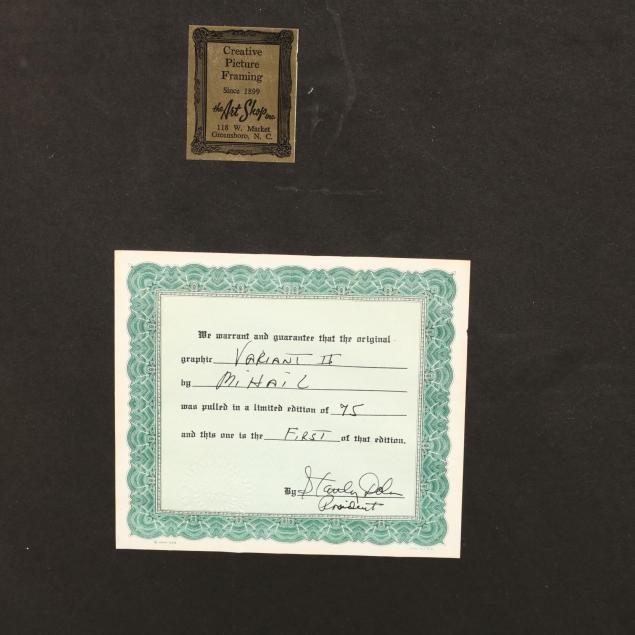 Creative
Picture
Framing
Since 1899
the Art Shop inc.
118 W. Market
Greensboro, N. C.
We warrant and guarantee that the original
graphic VARIANT II
by MIHAIL
was pulled in a limited edition of 75
and this one is the FIRST of that edition.
By Stanley
President